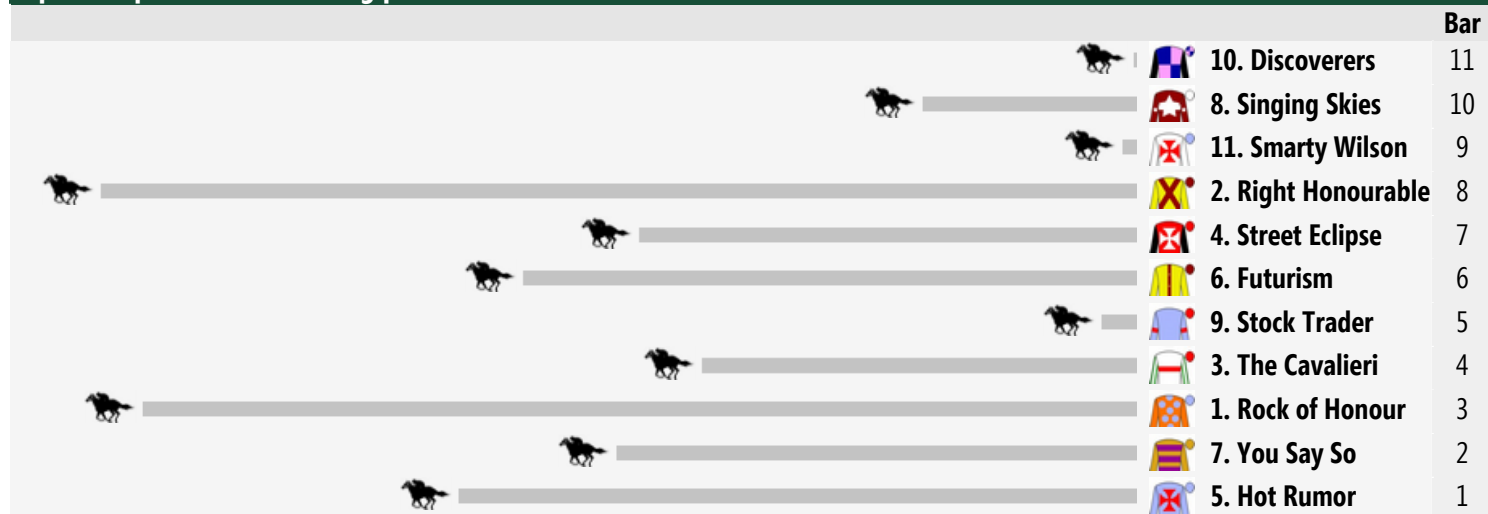 Bar
10. Discoverers 11
8. Singing Skies 10
11. Smarty Wilson 9
2. Right Honourable 8
4. Street Eclipse 7
6. Futurism 6
9. Stock Trader 5
3. The Cavalieri 4
1. Rock of Honour 3
7. You Say So 2
5. Hot Rumor 1